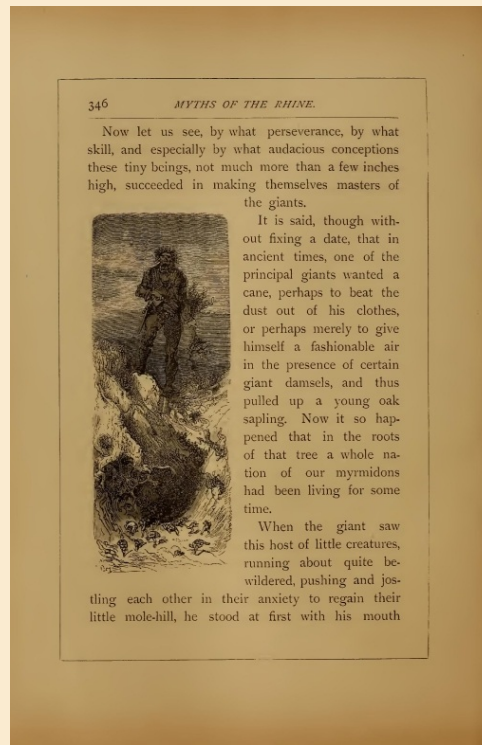 346
MYTHS OF THE RHINE.
Now let us see, by what perseverance, by what
skill, and especially by what audacious conceptions
these tiny beings, not much more than a few inches
high, succeeded in making themselves masters of
the giants.
It is said, though with-
out fixing a date, that in
ancient times, one of the
principal giants wanted a
cane, perhaps to beat the
dust out of his clothes,
or perhaps merely to give
himself a fashionable air
in the presence of certain
giant damsels, and thus
pulled up a young oak
sapling. Now it so hap-
pened that in the roots
of that tree a whole na-
tion of our myrmidons
had been living for some
time.
When the giant saw
this host of little creatures,
running about quite be-
wildered, pushing and jos-
tling each other in their anxiety to regain their
little mole-hill, he stood at first with his mouth